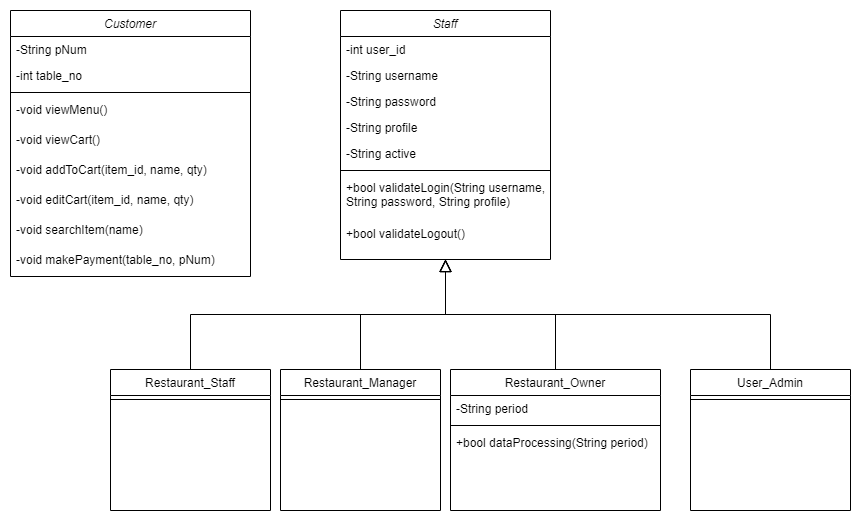 Customer
-String pNum
-int table_no
-void viewMenu()
-void viewCart()
-void addToCart(item_id, name, qty)
-void editCart(item_id, name, qty)
-void searchItem(name)
-void makePayment(table_no, pNum)
Staff
-int user_id
-String username
-String password
-String profile
-String active
+bool validateLogin(String username,
String password, String profile)
+bool validateLogout()
Restaurant_Staff
Restaurant_Manager
Restaurant_Owner
-String period
+bool dataProcessing(String period)
User_Admin